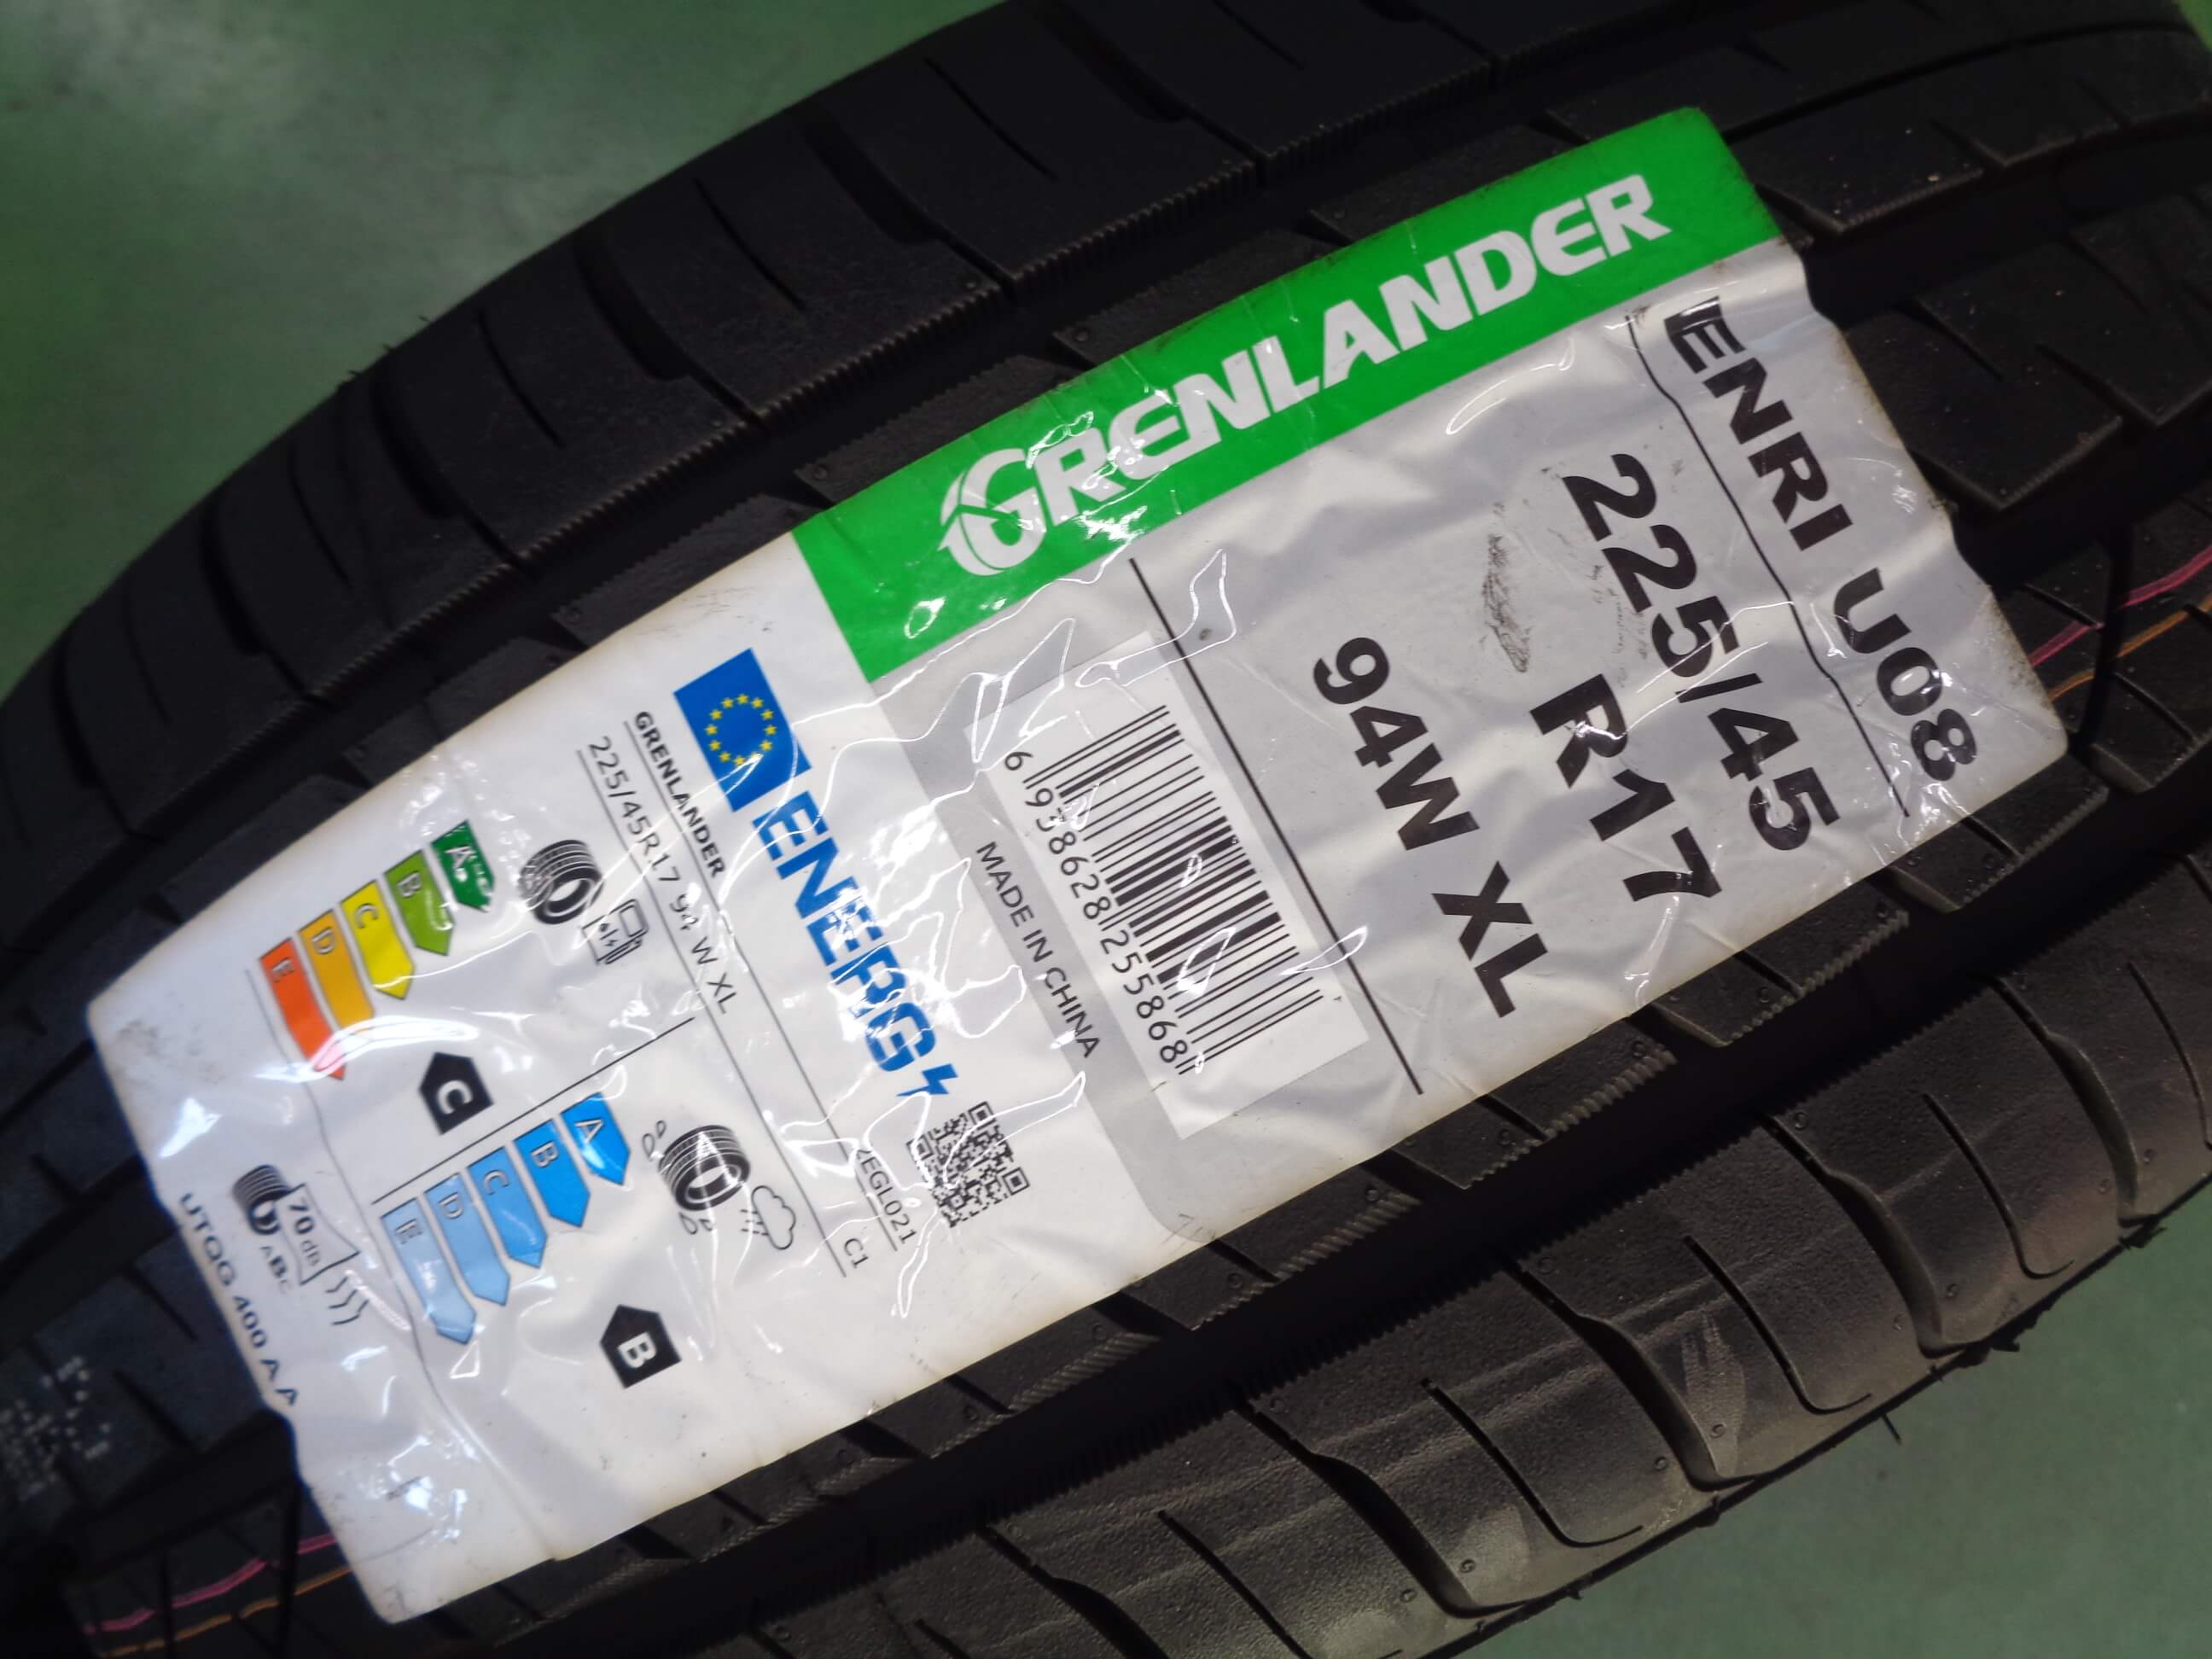 GRENLANDER
ENRI U08
225/45
R17
94W XL
6 938628 255868
MADE IN CHINA
ENERG
GRENLANDER
225/45R17 94 W XL
C1
A
B
C
D
E
C
A
B
C
D
E
B
70 dB
ABC
UTQG 400 A A